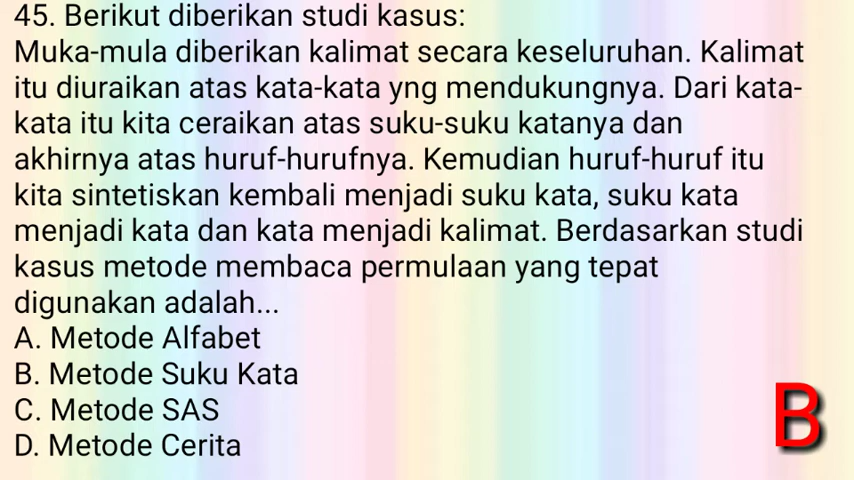 45. Berikut diberikan studi kasus:
Muka-mula diberikan kalimat secara keseluruhan. Kalimat
itu diuraikan atas kata-kata yng mendukungnya. Dari kata-
kata itu kita ceraikan atas suku-suku katanya dan
akhirnya atas huruf-hurufnya. Kemudian huruf-huruf itu
kita sintetiskan kembali menjadi suku kata, suku kata
menjadi kata dan kata menjadi kalimat. Berdasarkan studi
kasus metode membaca permulaan yang tepat
digunakan adalah...
A. Metode Alfabet
B. Metode Suku Kata
C. Metode SAS
D. Metode Cerita
B